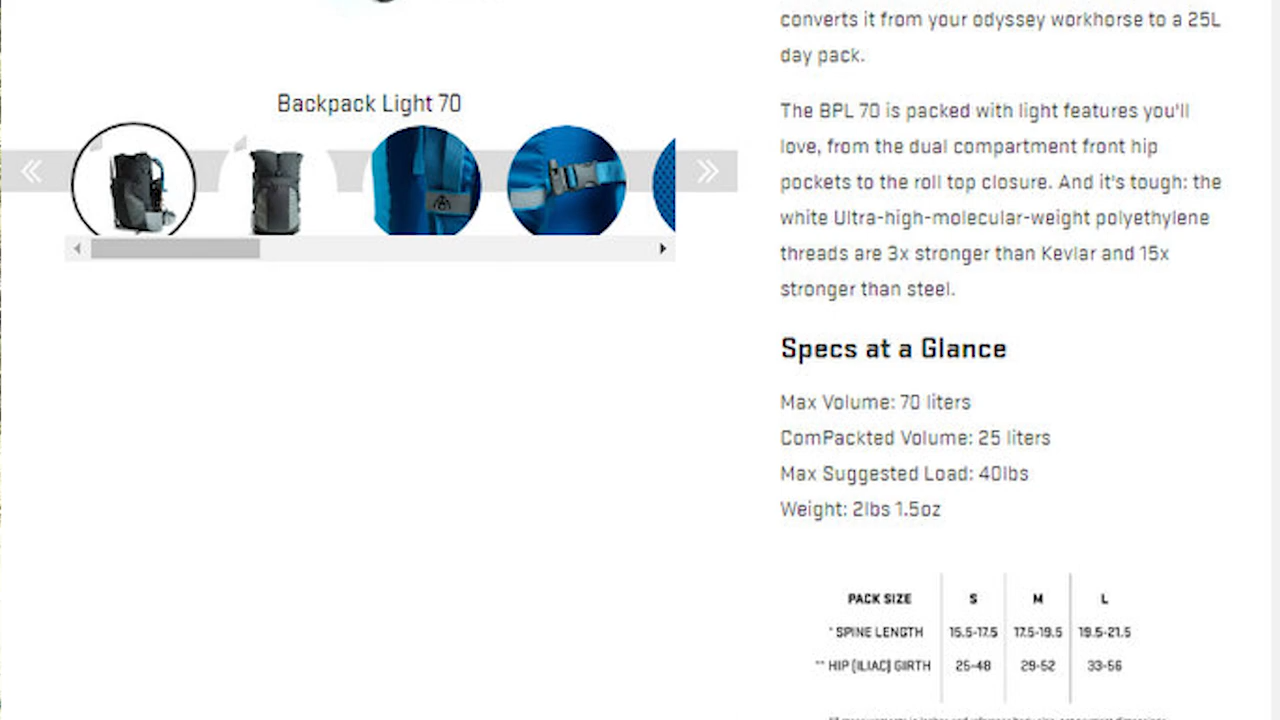 converts it from your odyssey workhorse to a 25L
day pack.
Backpack Light 70
The BPL 70 is packed with light features you'll
love, from the dual compartment front hip
pockets to the roll top closure. And it's tough: the
white Ultra-high-molecular-weight polyethylene
threads are 3x stronger than Kevlar and 15x
stronger than steel.
Specs at a Glance
Max Volume: 70 liters
ComPackted Volume: 25 liters
Max Suggested Load: 40lbs
Weight: 2lbs 1.5oz
PACK SIZE S M L
* SPINE LENGTH 15.5-17.5 17.5-19.5 19.5-21.5
** HIP (ILIAC) GIRTH 25-48 29-52 33-56